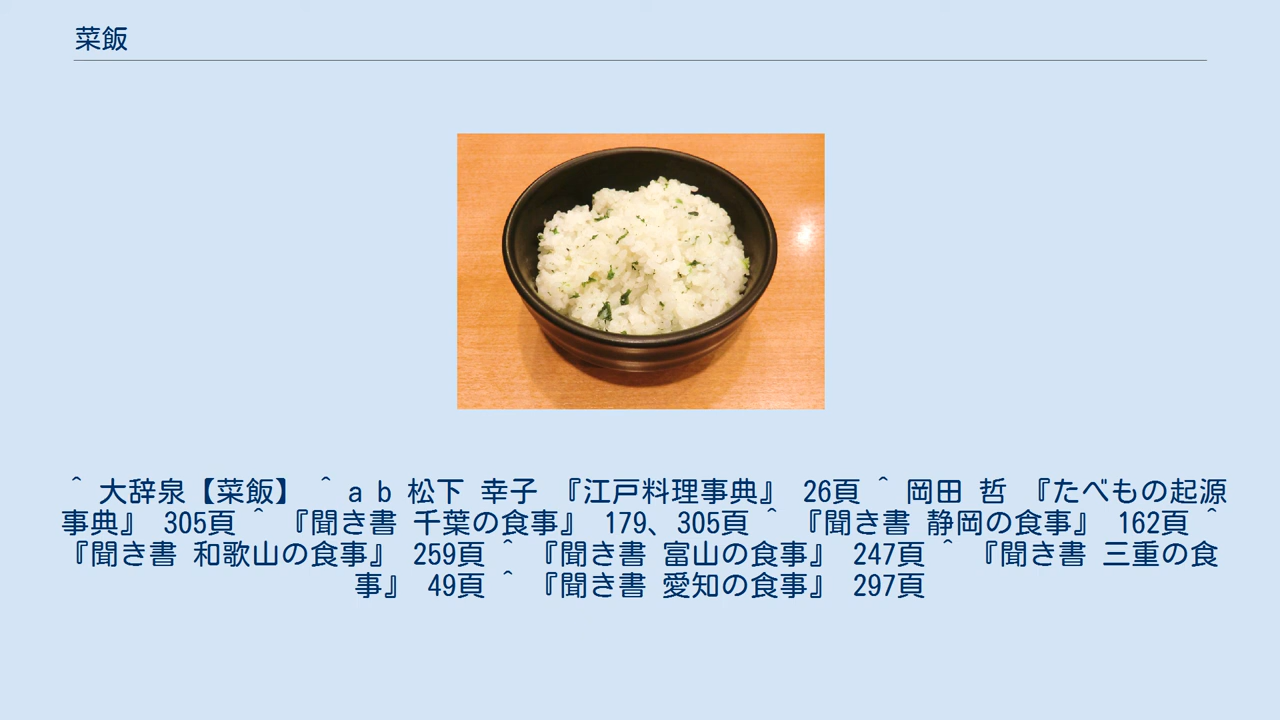 菜飯
^ 大辞泉【菜飯】 ^ a b 松下 幸子 『江戸料理事典』 26頁 ^ 岡田 哲 『たべもの起源
事典』 305頁 ^ 『聞き書 千葉の食事』 179、305頁 ^ 『聞き書 静岡の食事』 162頁 ^
『聞き書 和歌山の食事』 259頁 ^ 『聞き書 富山の食事』 247頁 ^ 『聞き書 三重の食
事』 49頁 ^ 『聞き書 愛知の食事』 297頁